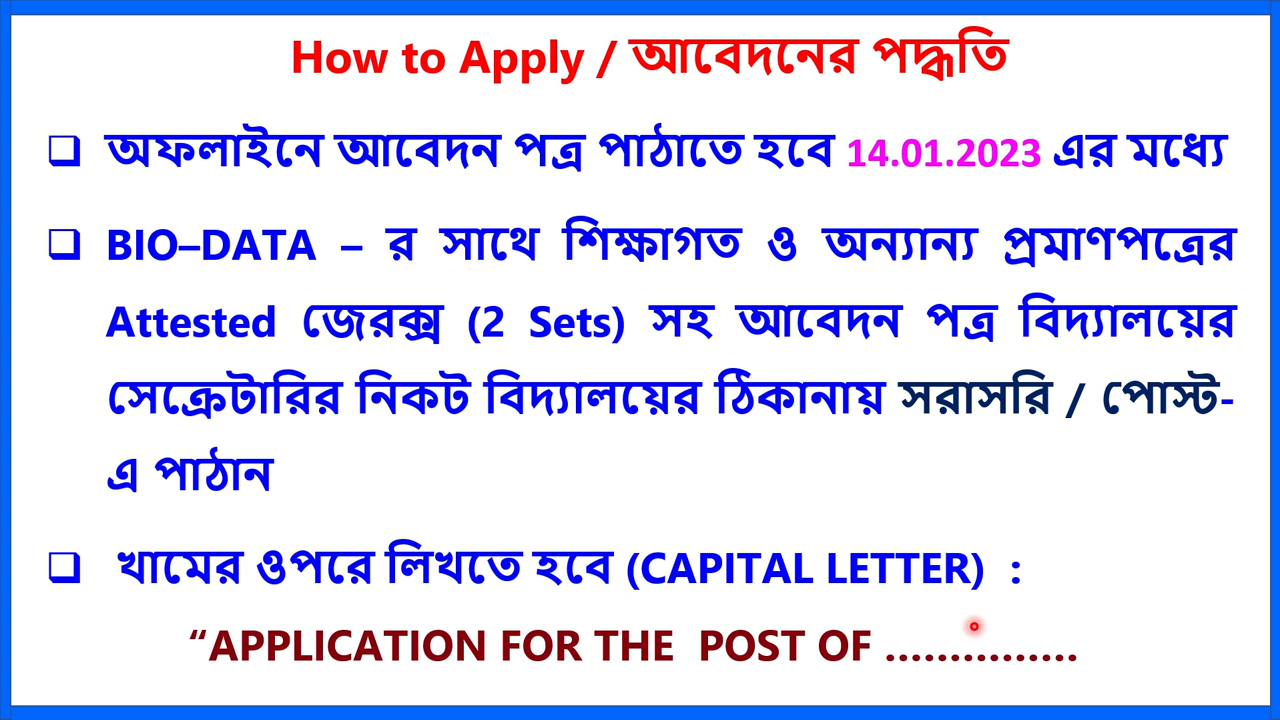 How to Apply / আবেদনের পদ্ধতি
❑ অফলাইনে আবেদন পত্র পাঠাতে হবে 14.01.2023 এর মধ্যে
❑ BIO–DATA – র সাথে শিক্ষাগত ও অন্যান্য প্রমাণপত্রের
Attested জেরক্স (2 Sets) সহ আবেদন পত্র বিদ্যালয়ের
সেক্রেটারির নিকট বিদ্যালয়ের ঠিকানায় সরাসরি / পোস্ট-
এ পাঠান
❑ খামের ওপরে লিখতে হবে (CAPITAL LETTER) :
“APPLICATION FOR THE POST OF ……………